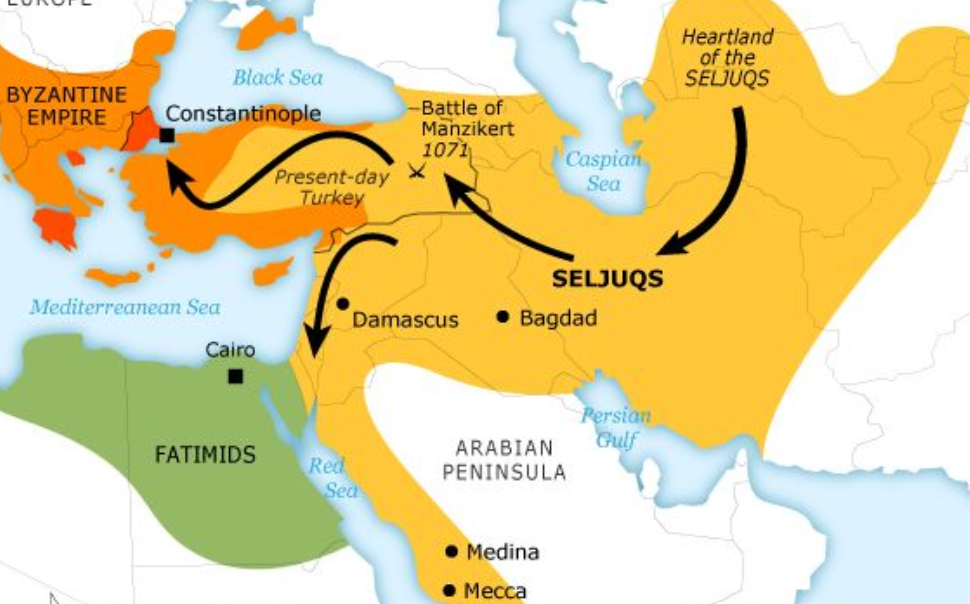 EUROPE
Heartland
of the
SELJUQS
Black Sea
BYZANTINE
EMPIRE
Constantinople
Battle of
Manzikert
1071
Caspian
Sea
Present-day
Turkey
SELJUQS
Mediterranean Sea
Damascus
Bagdad
Cairo
Persian
Gulf
ARABIAN
PENINSULA
FATIMIDS
Red
Sea
Medina
Mecca